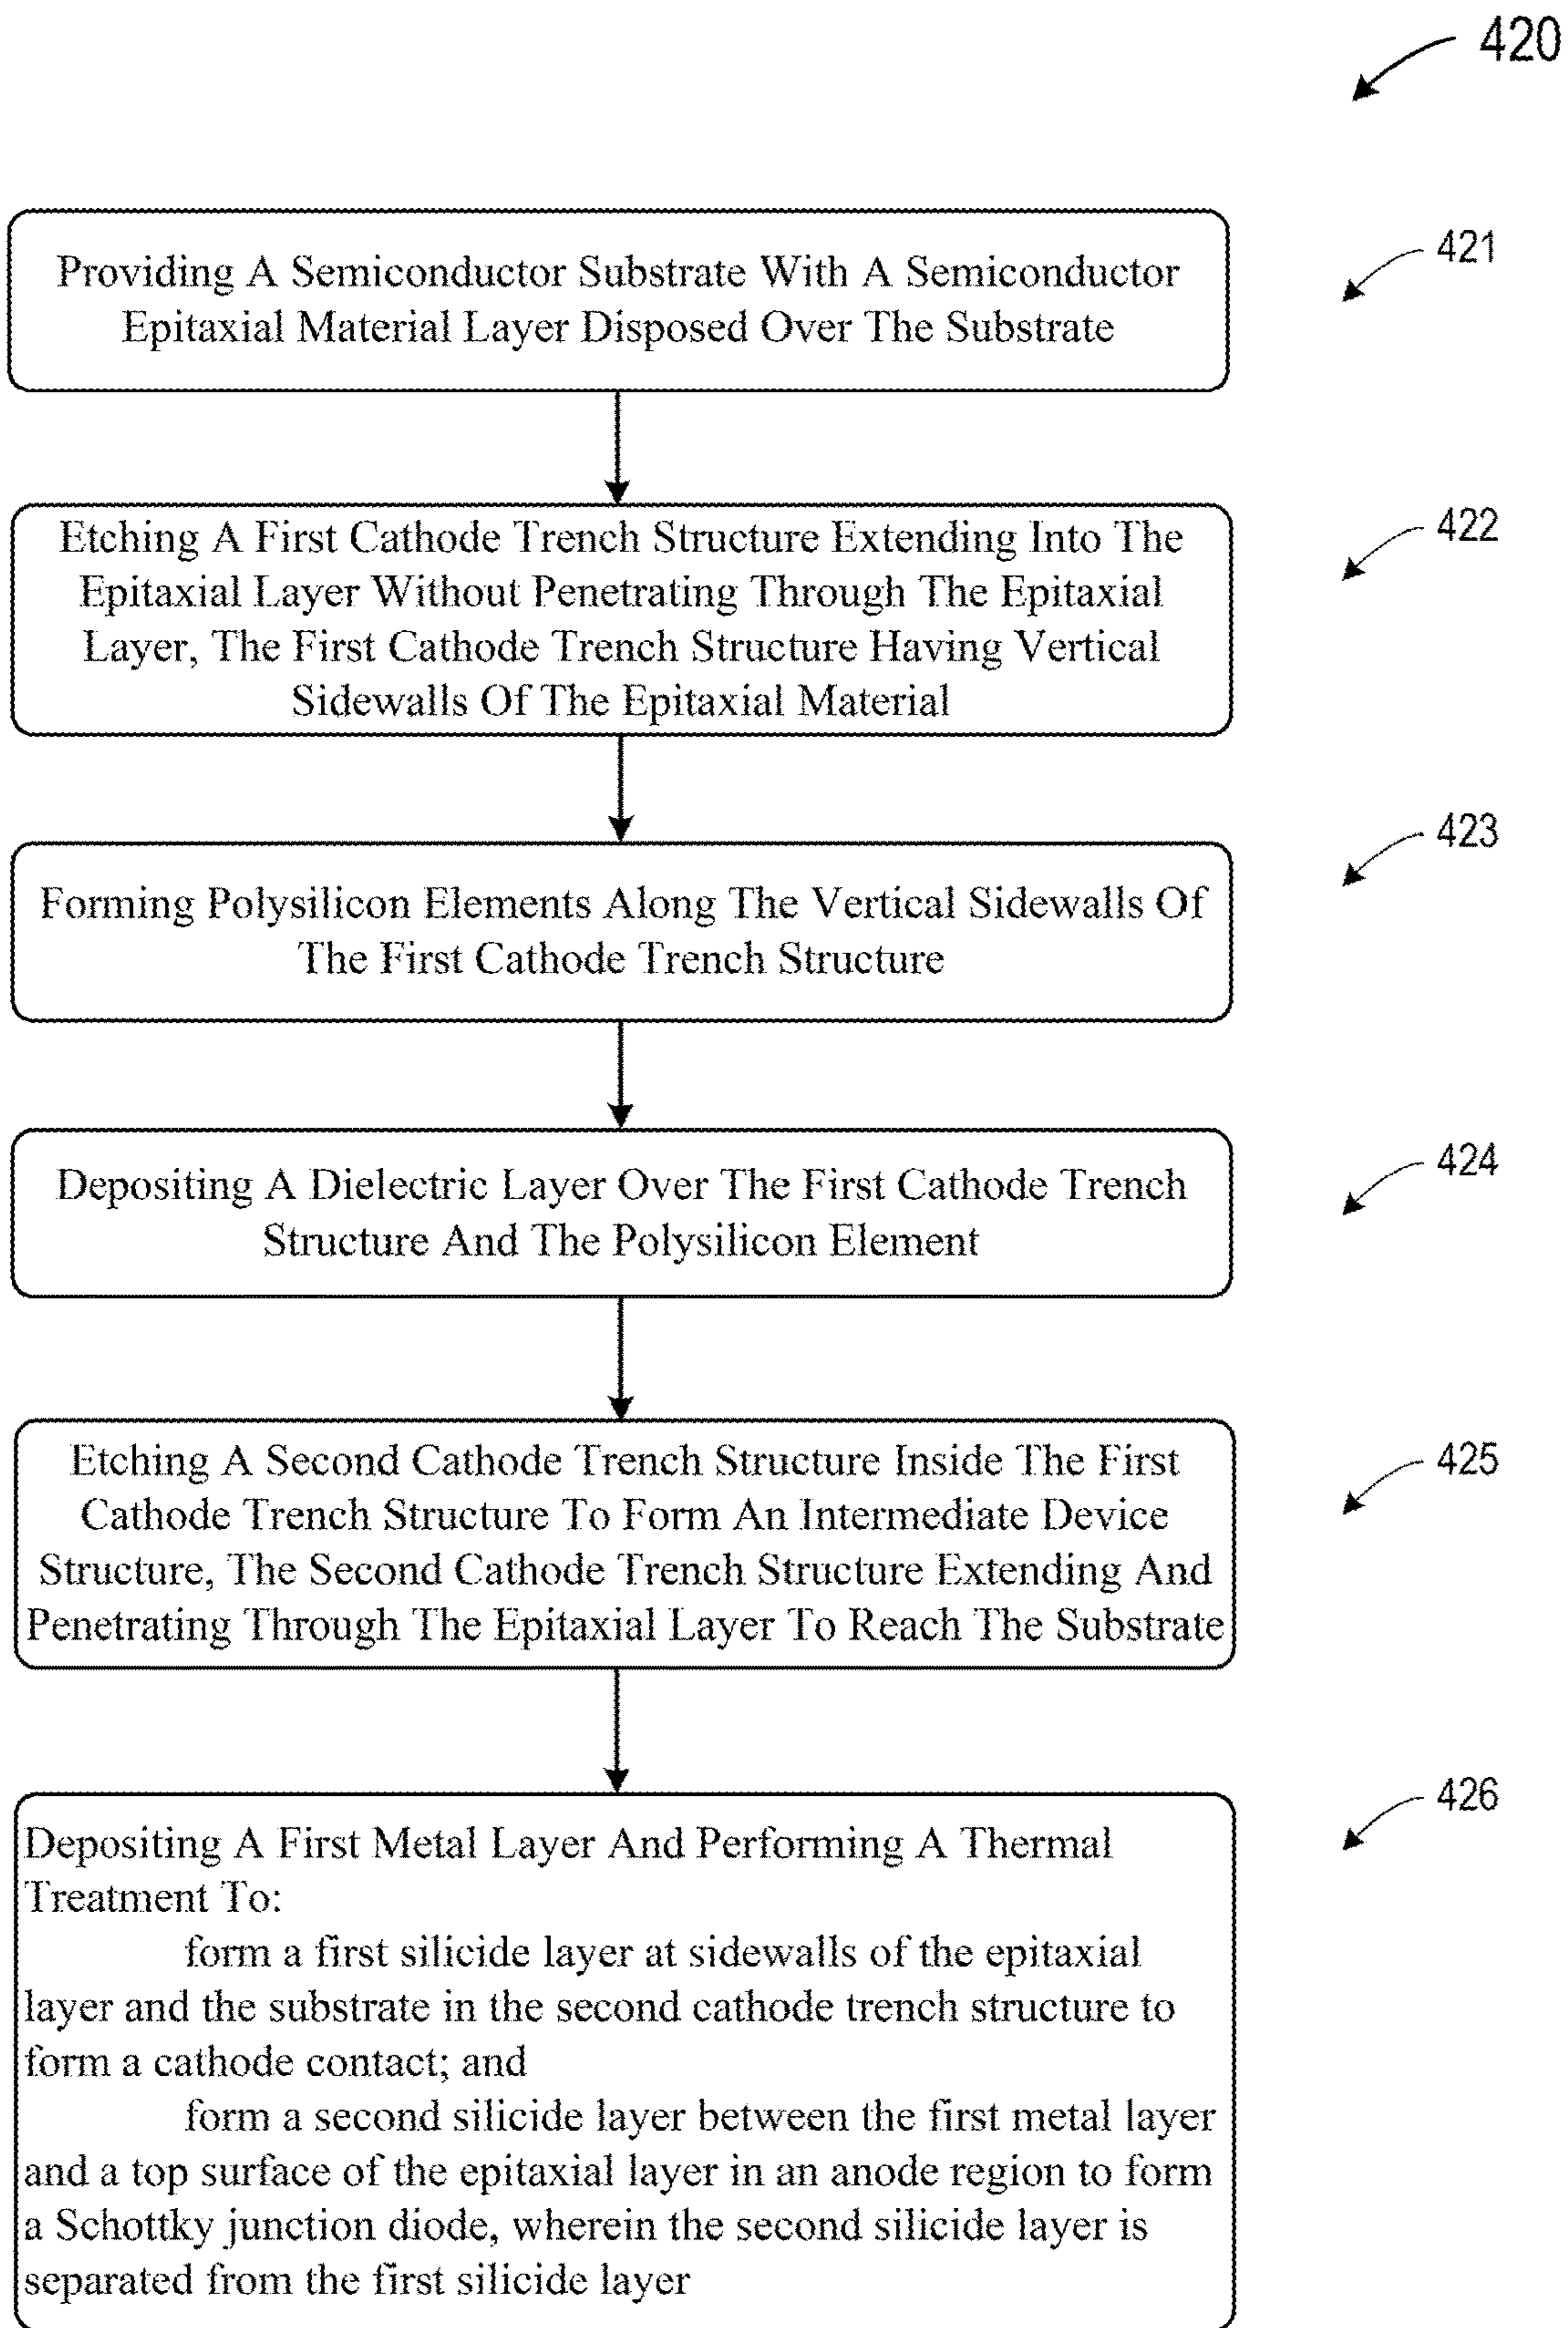 420
421
Providing A Semiconductor Substrate With A Semiconductor
Epitaxial Material Layer Disposed Over The Substrate
422
Etching A First Cathode Trench Structure Extending Into The
Epitaxial Layer Without Penetrating Through The Epitaxial
Layer, The First Cathode Trench Structure Having Vertical
Sidewalls Of The Epitaxial Material
423
Forming Polysilicon Elements Along The Vertical Sidewalls Of
The First Cathode Trench Structure
424
Depositing A Dielectric Layer Over The First Cathode Trench
Structure And The Polysilicon Element
425
Etching A Second Cathode Trench Structure Inside The First
Cathode Trench Structure To Form An Intermediate Device
Structure, The Second Cathode Trench Structure Extending And
Penetrating Through The Epitaxial Layer To Reach The Substrate
426
Depositing A First Metal Layer And Performing A Thermal
Treatment To:
form a first silicide layer at sidewalls of the epitaxial
layer and the substrate in the second cathode trench structure to
form a cathode contact; and
form a second silicide layer between the first metal layer
and a top surface of the epitaxial layer in an anode region to form
a Schottky junction diode, wherein the second silicide layer is
separated from the first silicide layer